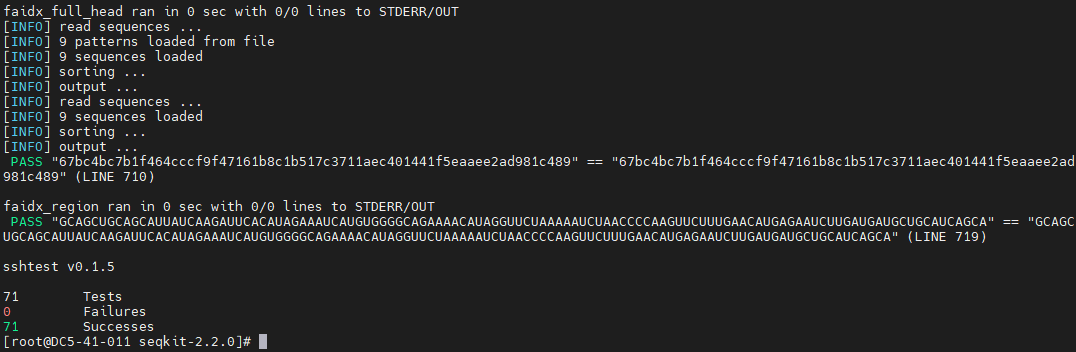 faidx_full_head ran in 0 sec with 0/0 lines to STDERR/OUT
[INFO] read sequences ...
[INFO] 9 patterns loaded from file
[INFO] 9 sequences loaded
[INFO] sorting ...
[INFO] output ...
[INFO] read sequences ...
[INFO] 9 sequences loaded
[INFO] sorting ...
[INFO] output ...
PASS "67bc4bc7b1f464cccf9f47161b8c1b517c3711aec401441f5eaaee2ad981c489" == "67bc4bc7b1f464cccf9f47161b8c1b517c3711aec401441f5eaaee2ad
981c489" (LINE 710)
faidx_region ran in 0 sec with 0/0 lines to STDERR/OUT
PASS "GCAGCUGCAGCAUUAUCAAGAUUCACAUAGAAAUCAUGUGGGGCAGAAAACAUAGGUUCUAAAAAUCUAACCCCAAGUUCUUUGAACAUGAGAAUCUUGAUGAUGCUGCAUCAGCA" == "GCAGC
UGCAGCAUUAUCAAGAUUCACAUAGAAAUCAUGUGGGGCAGAAAACAUAGGUUCUAAAAAUCUAACCCCAAGUUCUUUGAACAUGAGAAUCUUGAUGAUGCUGCAUCAGCA" (LINE 719)
sshtest v0.1.5
71 Tests
0 Failures
71 Successes
[root@DC5-41-011 seqkit-2.2.0]#